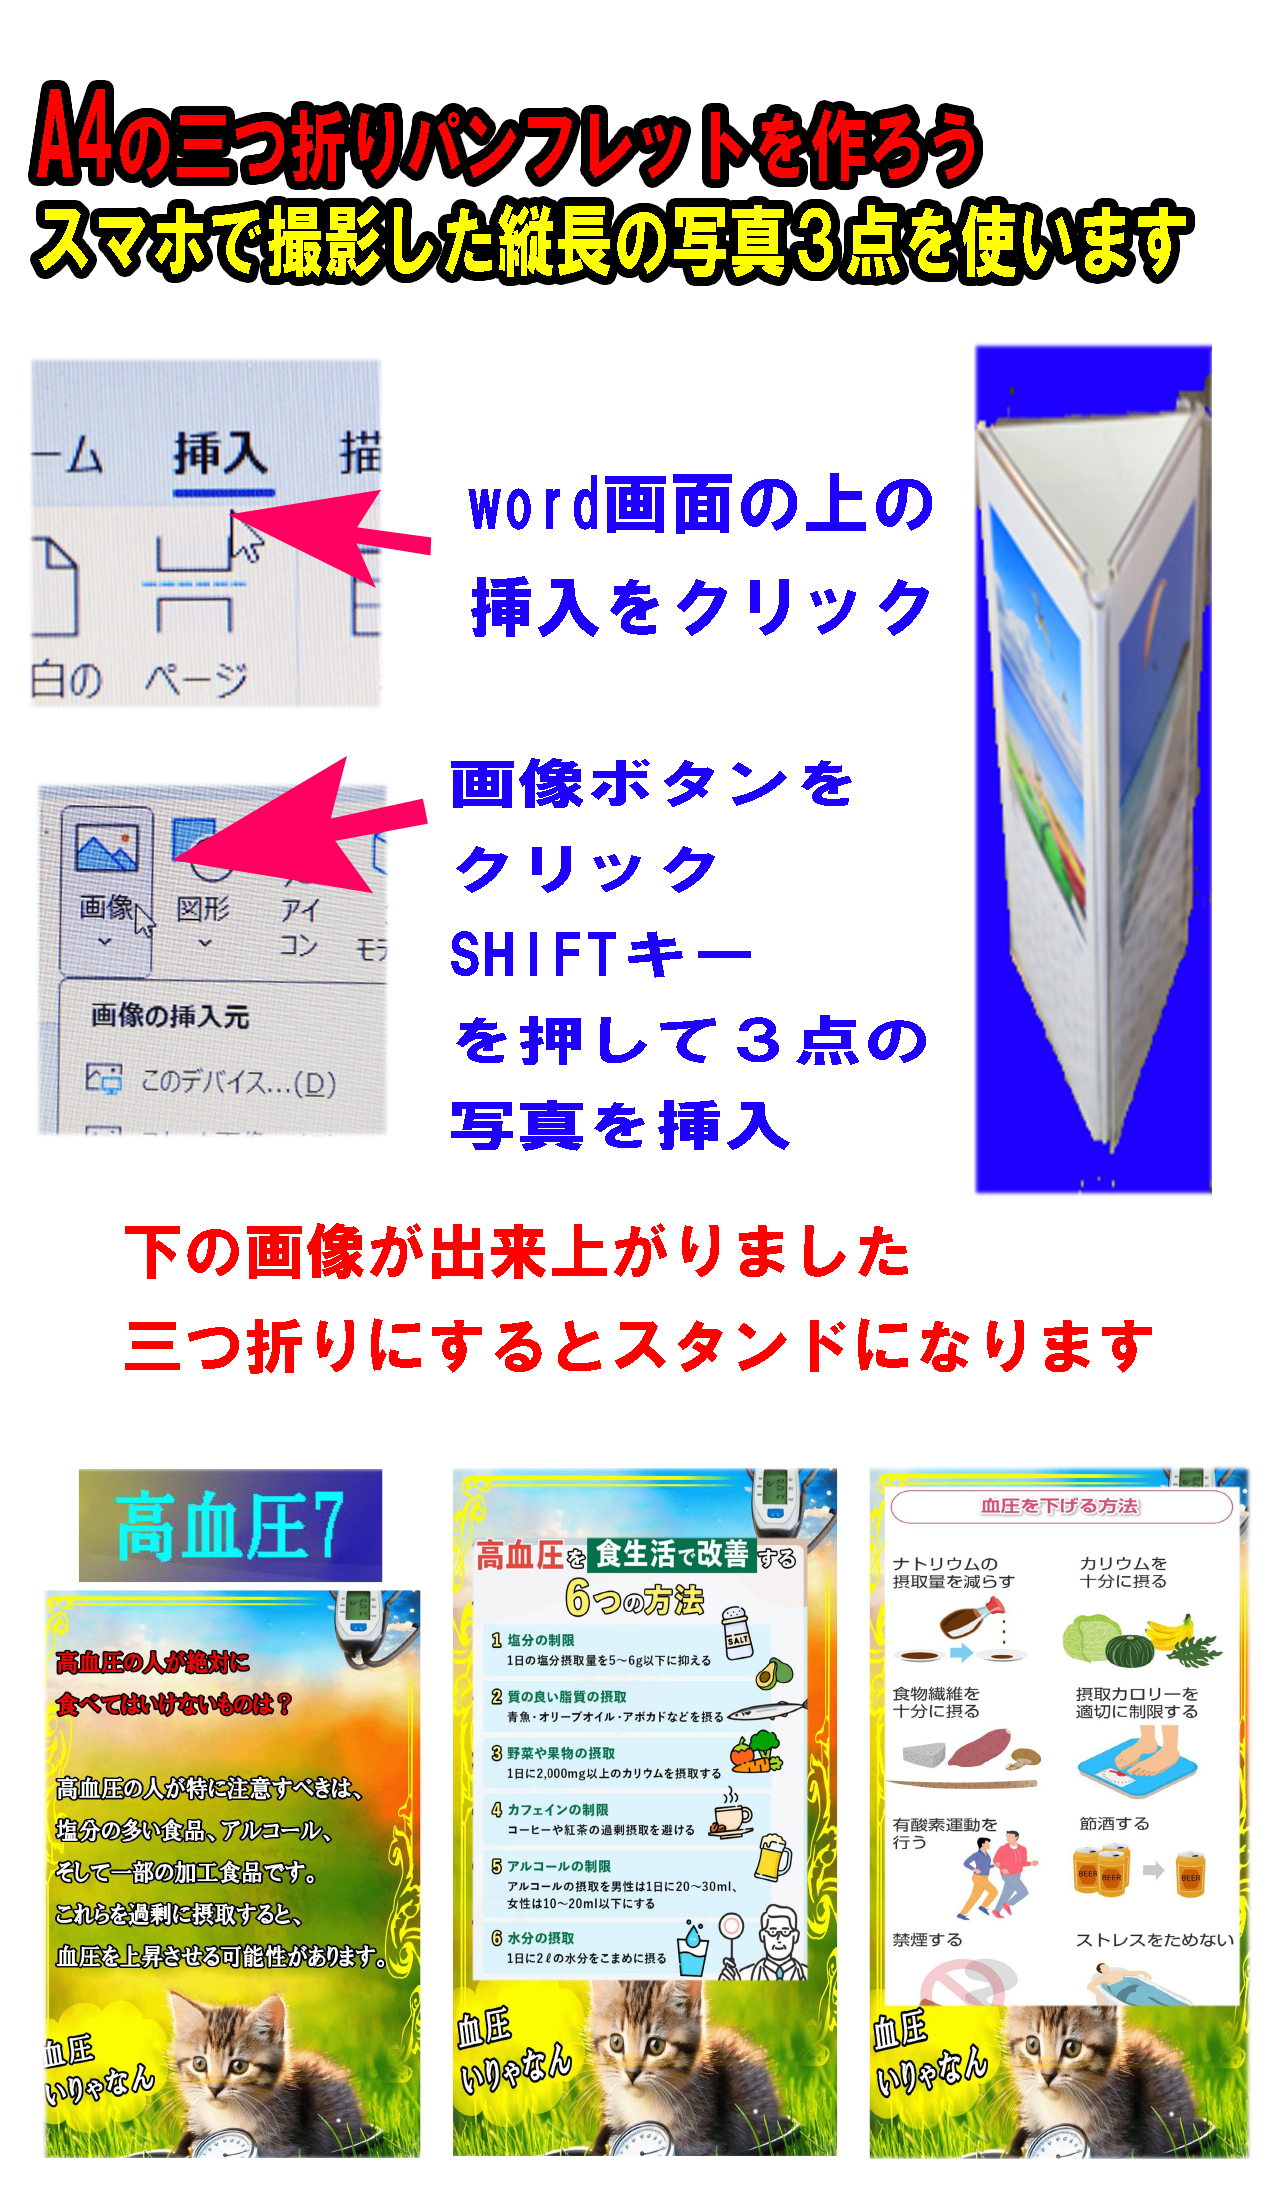 A4の三つ折りパンフレットを作ろう
スマホで撮影した縦長の写真３点を使います
ーム 挿入 描
白の ページ
word画面の上の
挿入をクリック
画像 図形 アイ
コン モデ
画像の挿入元
このデバイス...(D)
画像ボタンを
クリック
SHIFTキー
を押して３点の
写真を挿入
下の画像が出来上がりました
三つ折りにするとスタンドになります
高血圧7
高血圧の人が絶対に
食べてはいけないものは？
高血圧の人が特に注意すべきは、
塩分の多い食品、アルコール、
そして一部の加工食品です。
これらを過剰に摂取すると、
血圧を上昇させる可能性があります。
血圧
いりゃなん
高血圧を食生活で改善する
6つの方法
1 塩分の制限
1日の塩分摂取量を5～6g以下に抑える
SALT
2 質の良い脂質の摂取
青魚・オリーブオイル・アボカドなどを摂る
3 野菜や果物の摂取
1日に2,000mg以上のカリウムを摂取する
4 カフェインの制限
コーヒーや紅茶の過剰摂取を避ける
5 アルコールの制限
アルコールの摂取を男性は1日に20～30ml、
女性は10～20ml以下にする
6 水分の摂取
1日に2ℓの水分をこまめに摂る
血圧
いりゃなん
血圧を下げる方法
ナトリウムの
摂取量を減らす
カリウムを
十分に摂る
食物繊維を
十分に摂る
摂取カロリーを
適切に制限する
有酸素運動を
行う
節酒する
BEER BEER BEER
禁煙する
ストレスをためない
血圧
いりゃなん